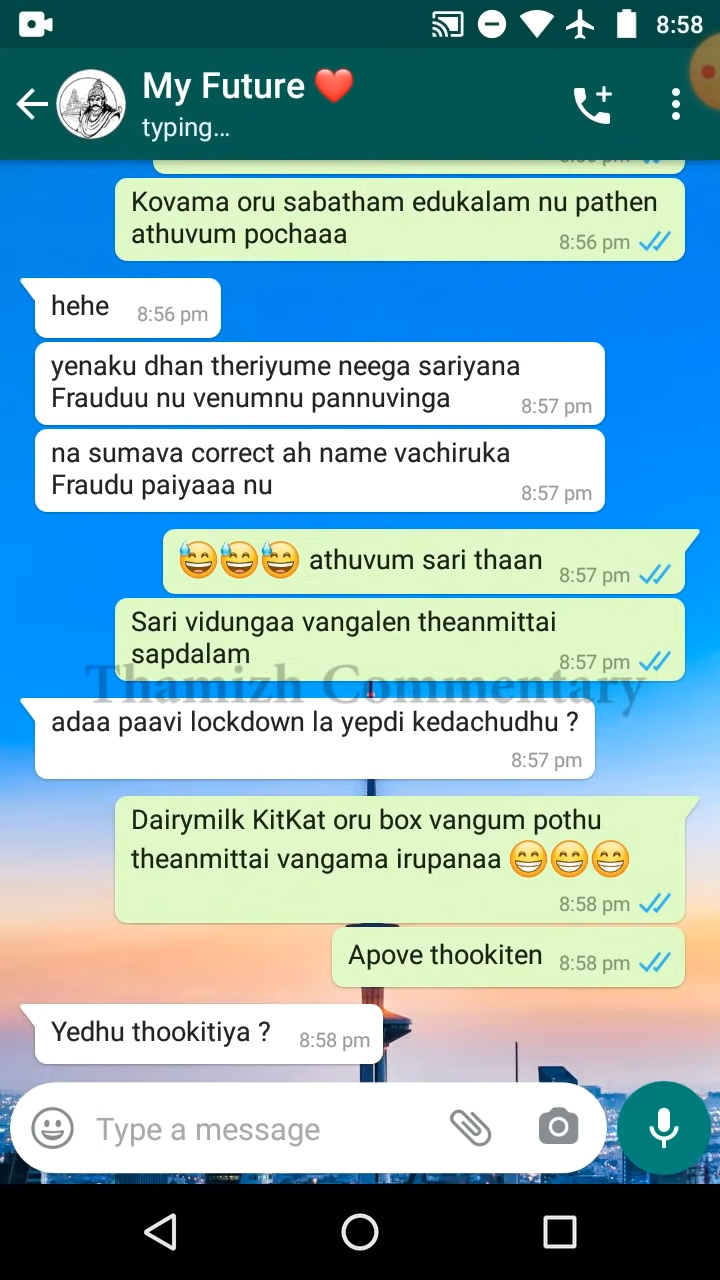 8:58
My Future ❤️
typing...
Kovama oru sabatham edukalam nu pathen
athuvum pochaaa
8:56 pm
hehe
8:56 pm
yenaku dhan theriyume neega sariyana
Frauduu nu venumnu pannuvinga
8:57 pm
na sumava correct ah name vachiruka
Fraudu paiyaaa nu
8:57 pm
😅😅😅 athuvum sari thaan
8:57 pm
Sari vidungaa vangalen theanmittai
sapdalam
8:57 pm
Thamizh Commentary
adaa paavi lockdown la yepdi kedachudhu ?
8:57 pm
Dairymilk KitKat oru box vangum pothu
theanmittai vangama irupanaa 😁😁😁
8:58 pm
Apove thookiten
8:58 pm
Yedhu thookitiya ?
8:58 pm
Type a message